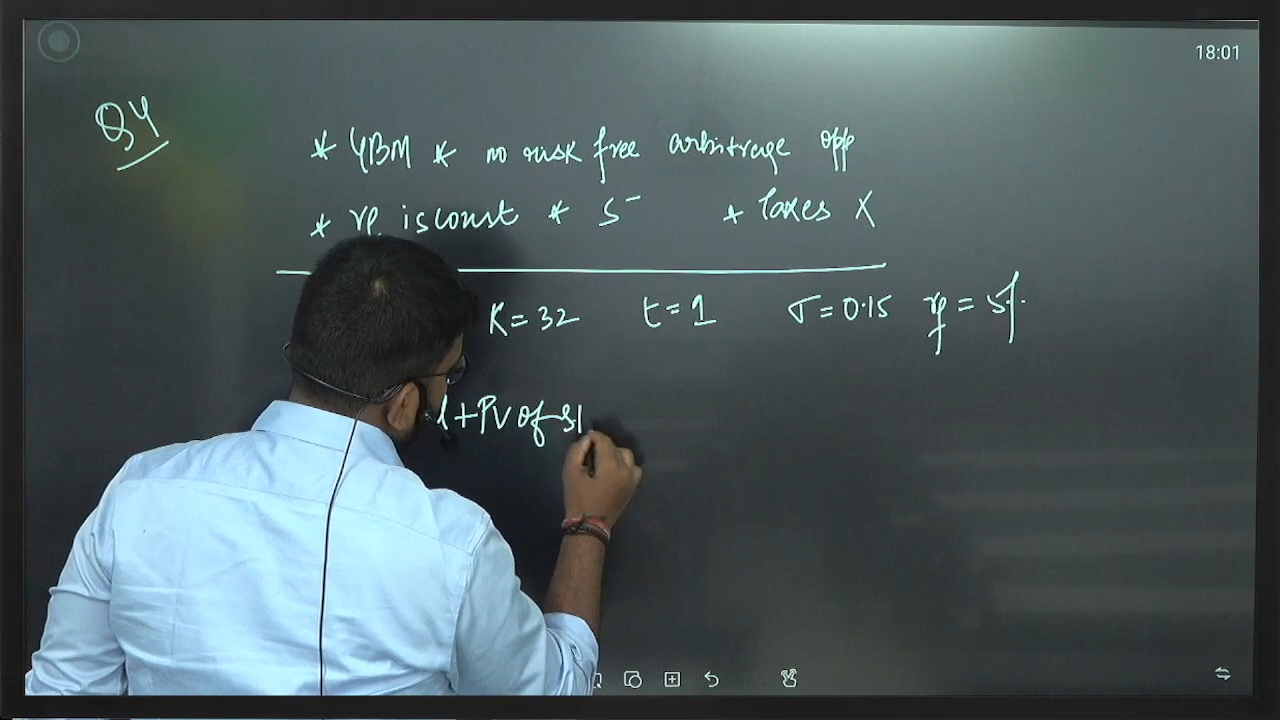 18:01
Q4
* GBM * no risk free arbitrage opp
* rf is const * S⁻ * Taxes X
K = 32 t = 1 σ = 0.15 rf = 5%.
l + PV of st